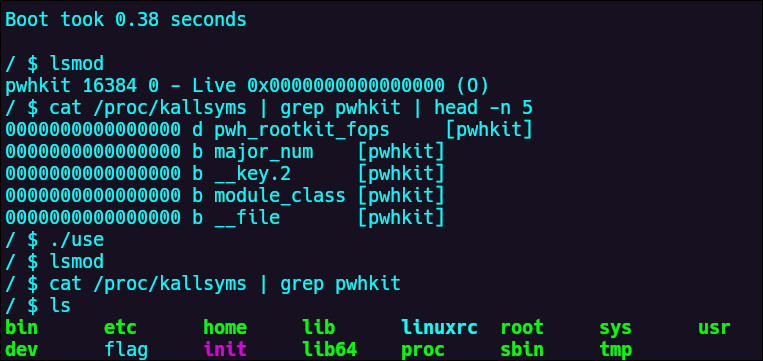 Boot took 0.38 seconds
/ $ lsmod
pwhkit 16384 0 - Live 0x0000000000000000 (O)
/ $ cat /proc/kallsyms | grep pwhkit | head -n 5
0000000000000000 d pwh_rootkit_fops [pwhkit]
0000000000000000 b major_num [pwhkit]
0000000000000000 b __key.2 [pwhkit]
0000000000000000 b module_class [pwhkit]
0000000000000000 b __file [pwhkit]
/ $ ./use
/ $ lsmod
/ $ cat /proc/kallsyms | grep pwhkit
/ $ ls
bin etc home lib linuxrc root sys usr
dev flag init lib64 proc sbin tmp